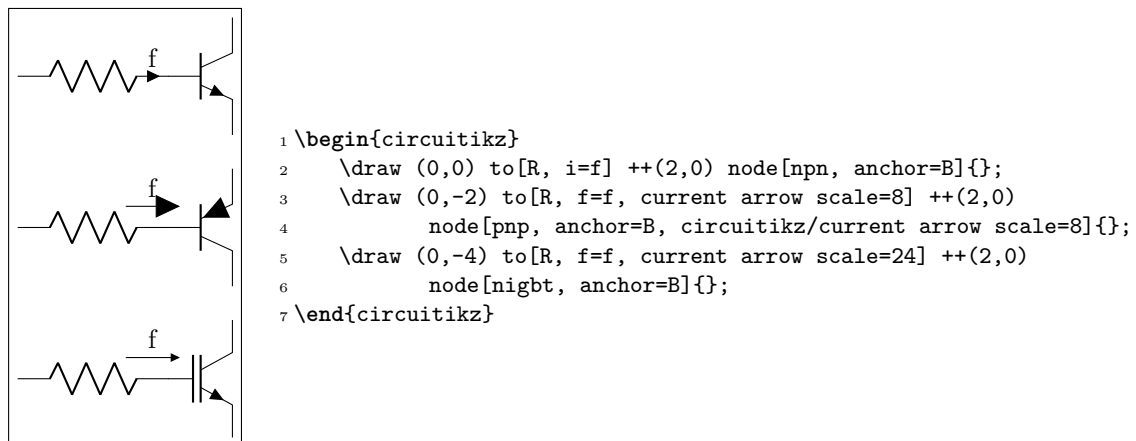 f
f
f
1 \begin{circuitikz}
2 \draw (0,0) to[R, i=f] ++(2,0) node[npn, anchor=B]{};
3 \draw (0,-2) to[R, f=f, current arrow scale=8] ++(2,0)
4 node[pnp, anchor=B, circuitikz/current arrow scale=8]{};
5 \draw (0,-4) to[R, f=f, current arrow scale=24] ++(2,0)
6 node[nigbt, anchor=B]{};
7 \end{circuitikz}